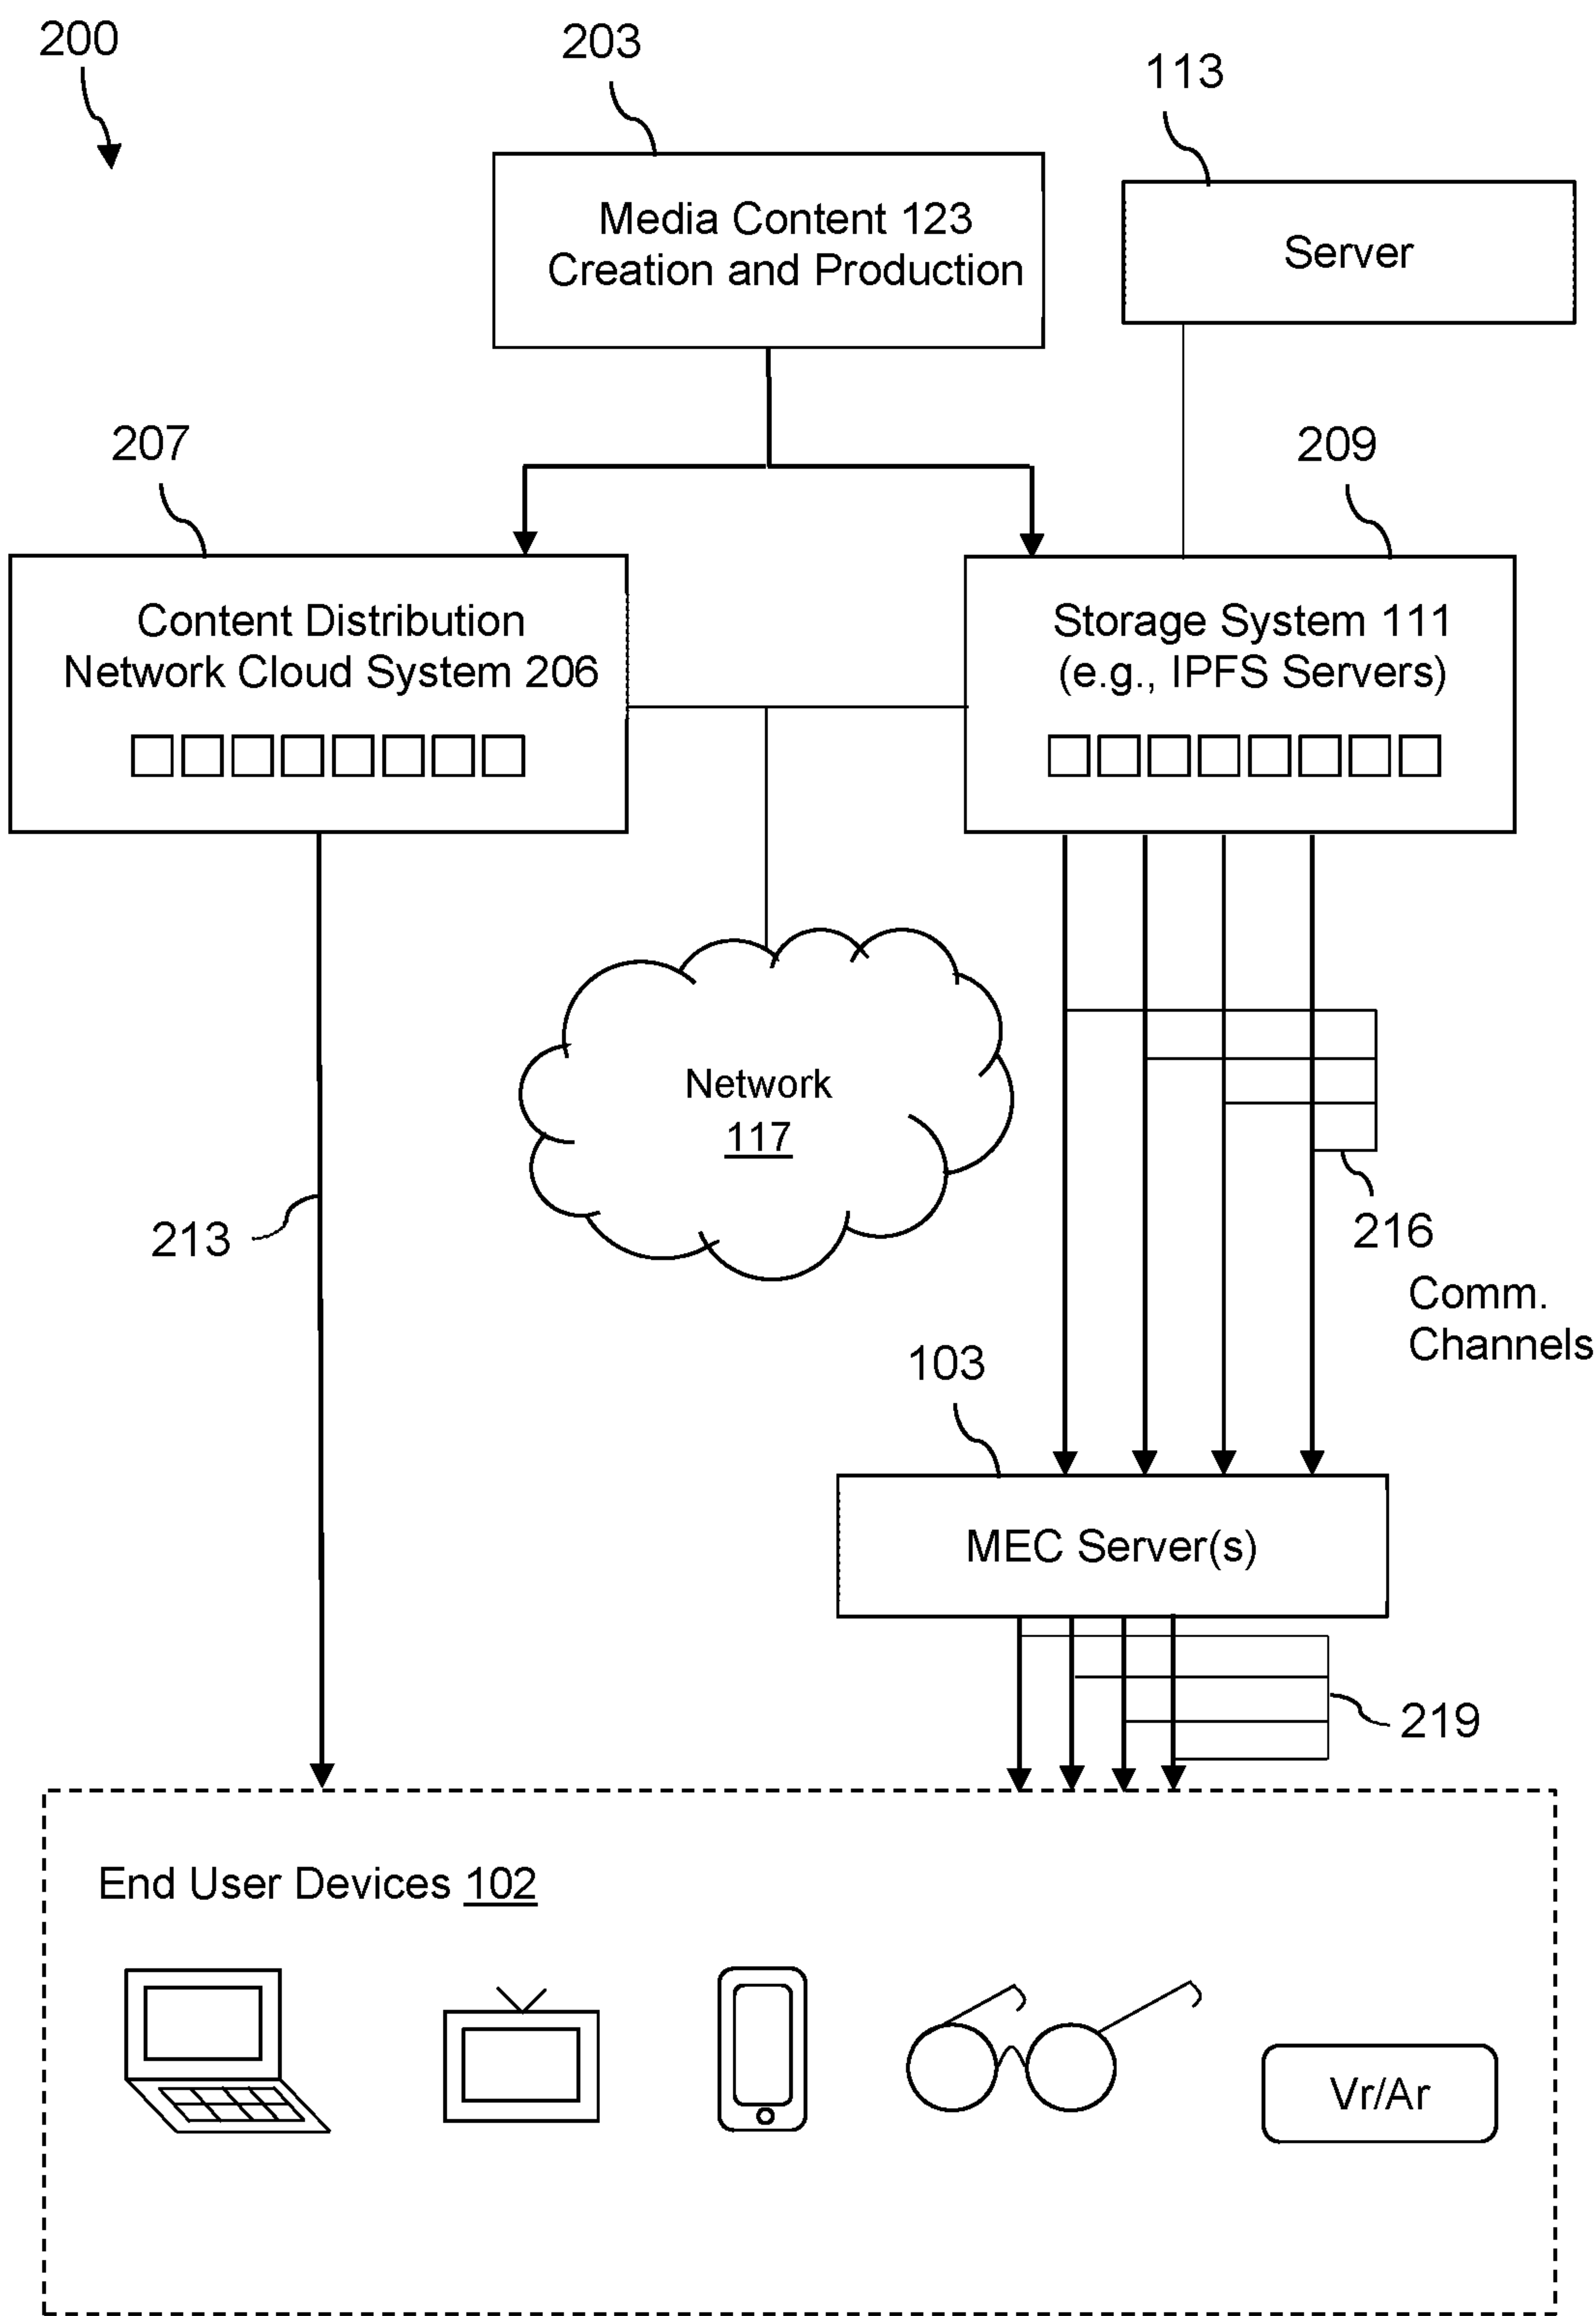 200
203
113
Media Content 123
Creation and Production
Server
207
209
Content Distribution
Network Cloud System 206
Storage System 111
(e.g., IPFS Servers)
Network
117
213
216
Comm.
Channels
103
MEC Server(s)
219
End User Devices 102
Vr/Ar